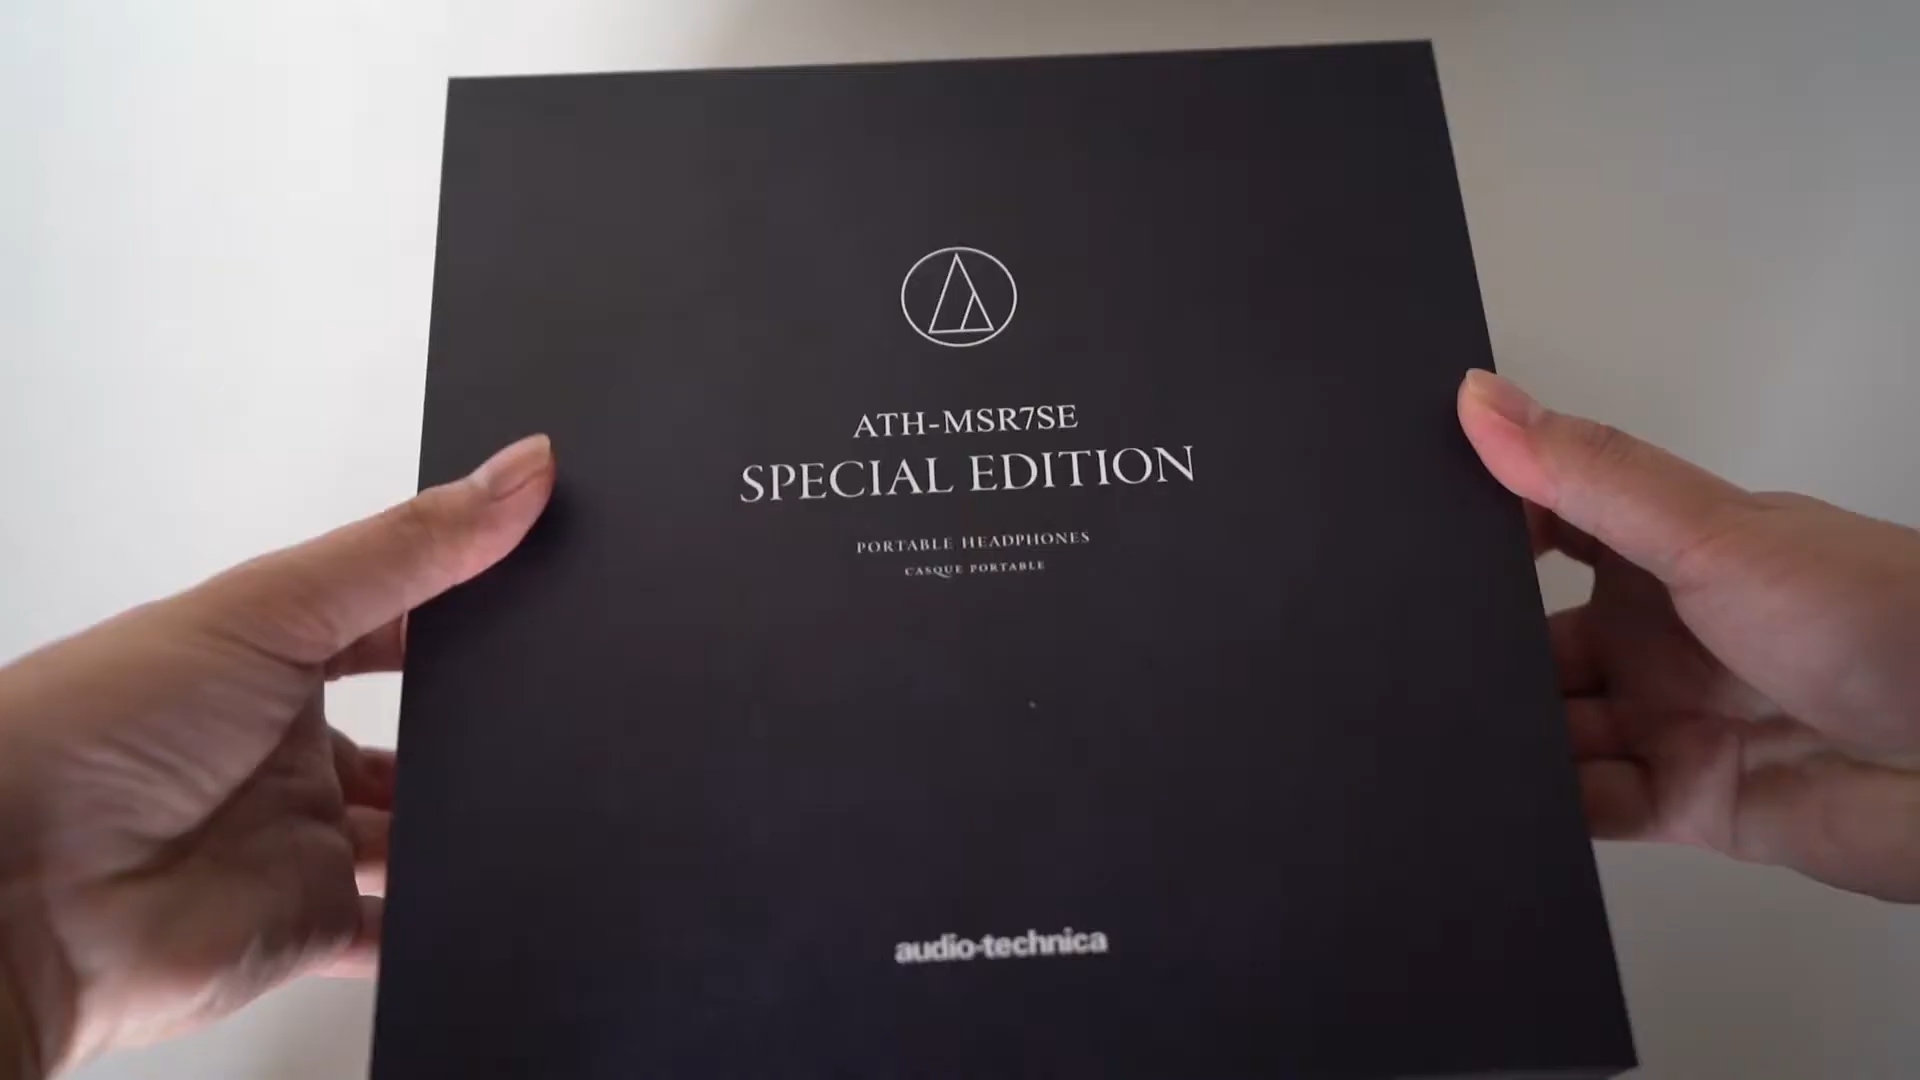 ATH-MSR7SE
SPECIAL EDITION
PORTABLE HEADPHONES
CASQUE PORTABLE
audio-technica